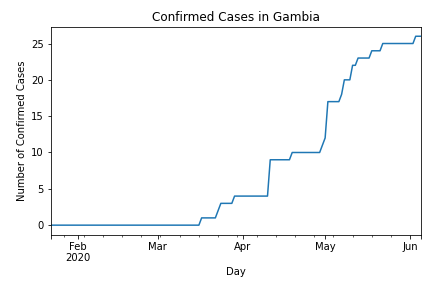 Confirmed Cases in Gambia
Number of Confirmed Cases
25
20
15
10
5
0
Feb
2020
Mar
Apr
May
Jun
Day